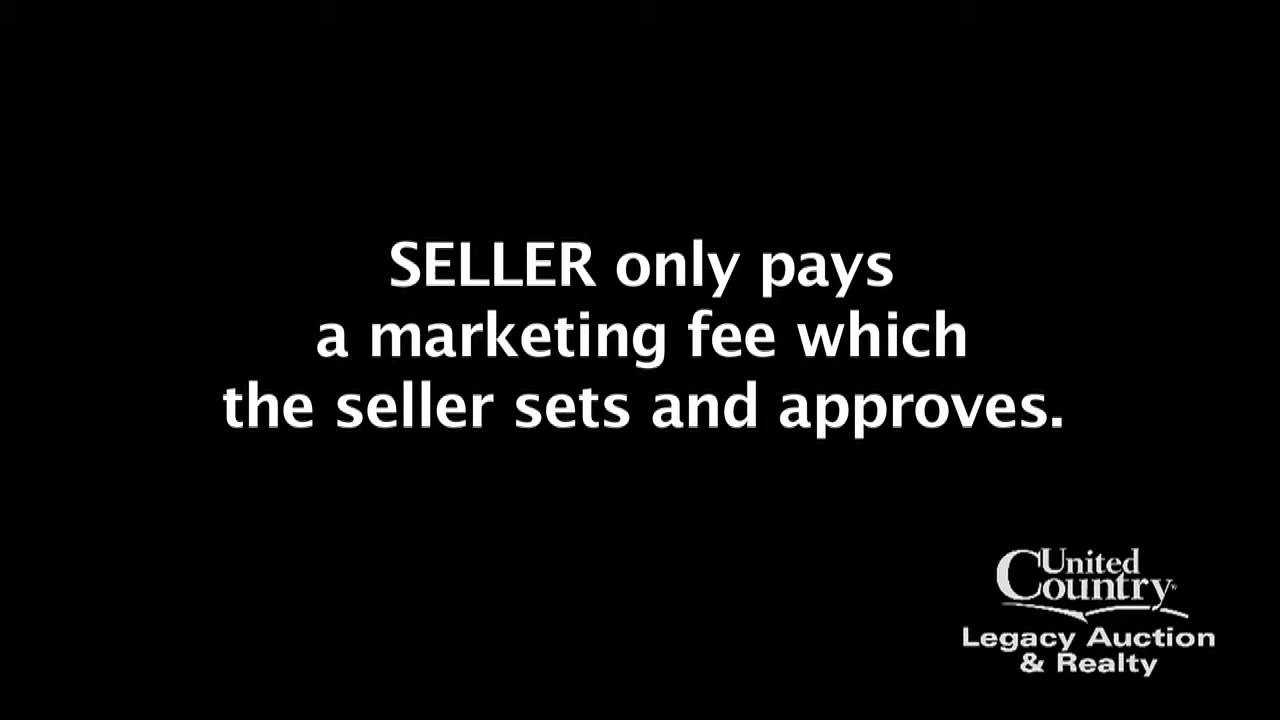 SELLER only pays
a marketing fee which
the seller sets and approves.
United
Country
Legacy Auction
& Realty